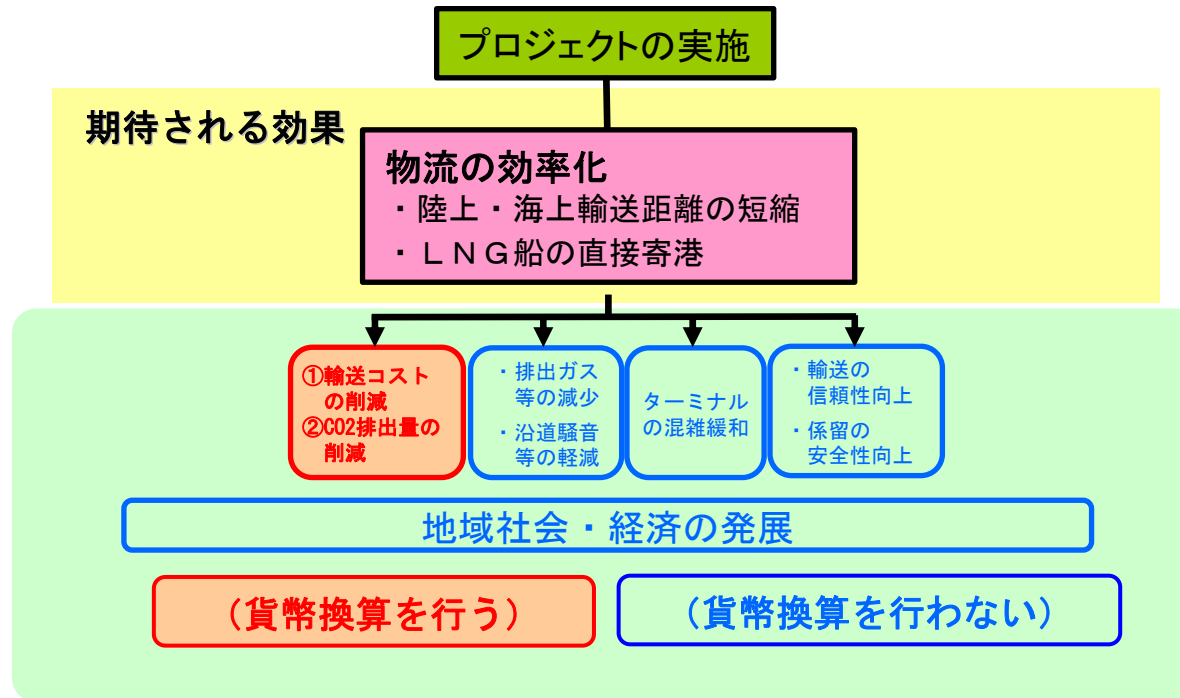 プロジェクトの実施
期待される効果
物流の効率化
・陸上・海上輸送距離の短縮
・ＬＮＧ船の直接寄港
①輸送コスト
の削減
②CO2排出量の
削減
・排出ガス
等の減少
・沿道騒音
等の軽減
ターミナル
の混雑緩和
・輸送の
信頼性向上
・係留の
安全性向上
地域社会・経済の発展
（貨幣換算を行う）
（貨幣換算を行わない）